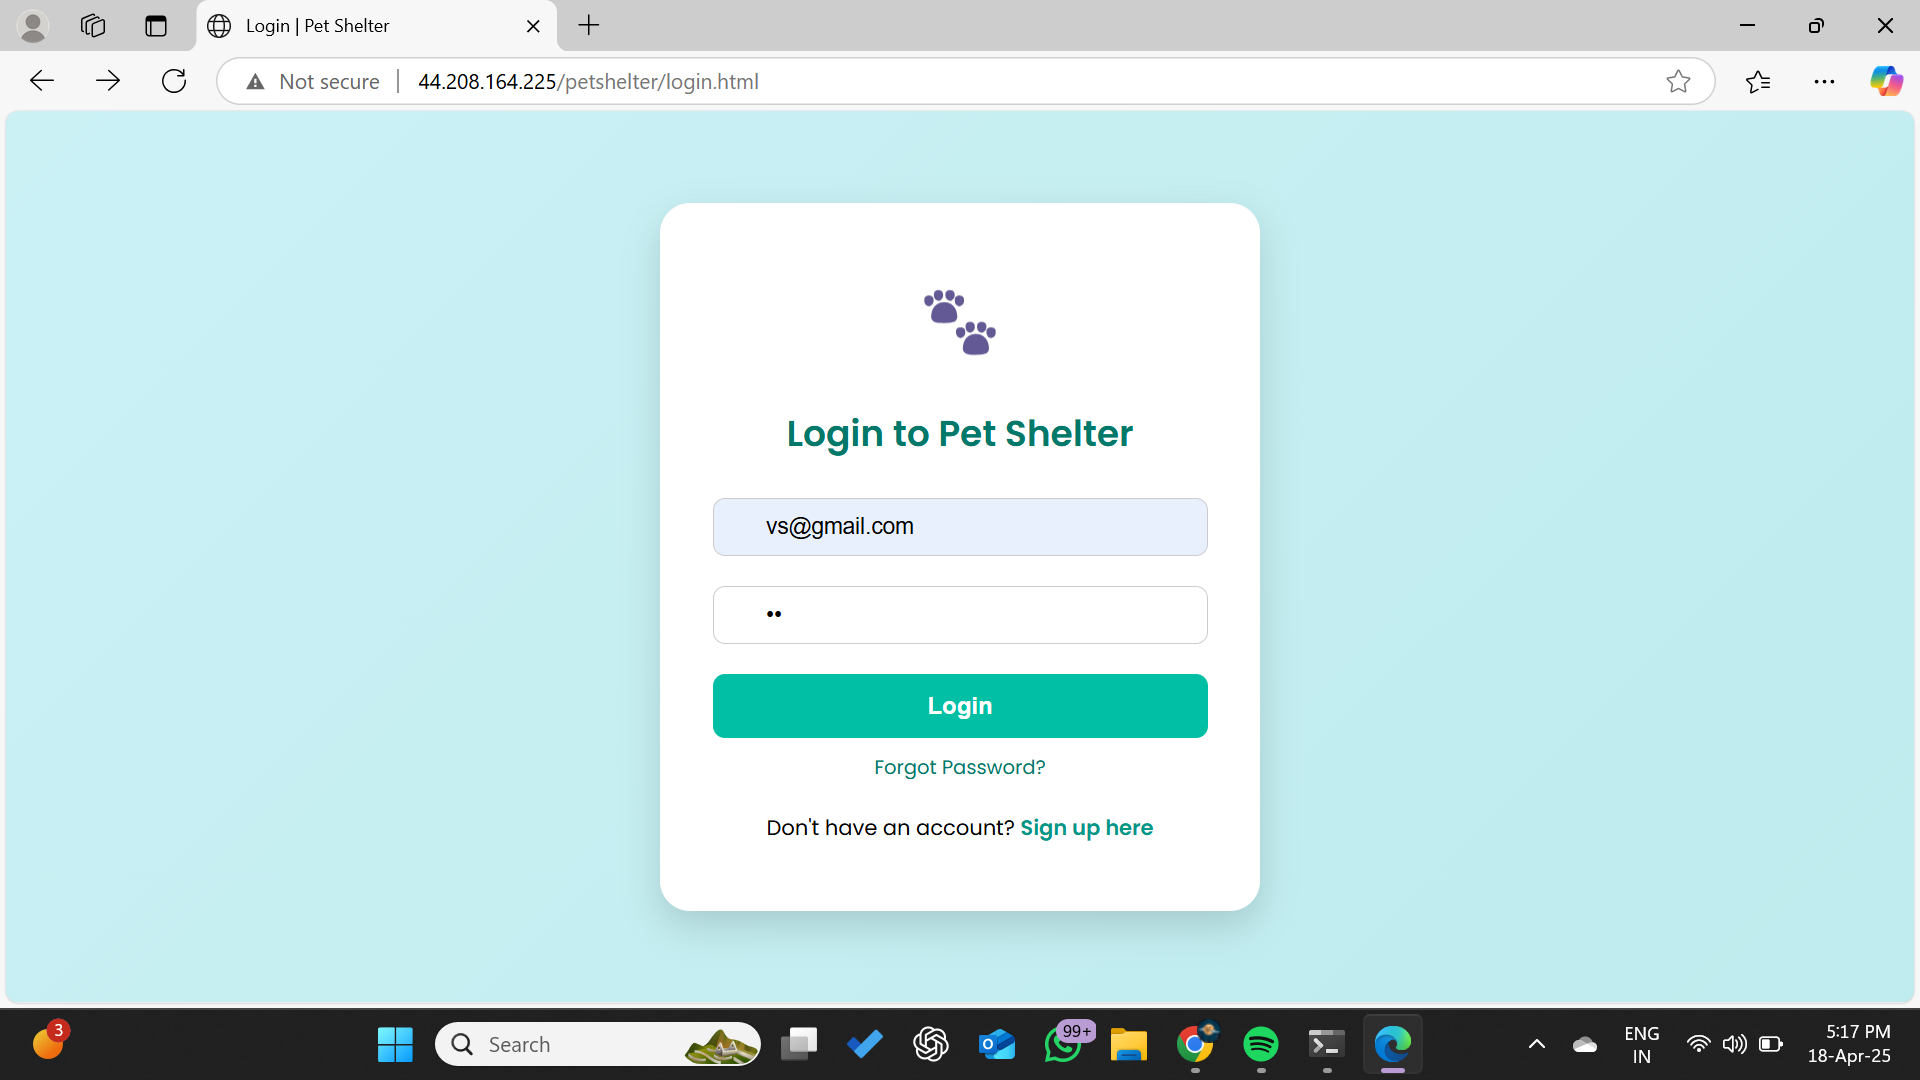 Login | Pet Shelter
Not secure
44.208.164.225/petshelter/login.html
Login to Pet Shelter
vs@gmail.com
••
Login
Forgot Password?
Don't have an account? Sign up here
3
Search
99+
ENG
IN
5:17 PM
18-Apr-25